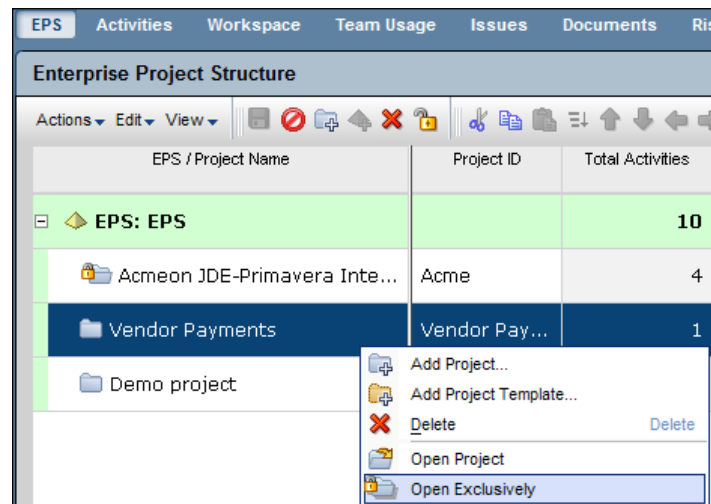 EPS Activities Workspace Team Usage Issues Documents
Enterprise Project Structure
Actions Edit View
EPS / Project Name Project ID Total Activities
EPS: EPS 10
Acmeon JDE-Primavera Inte... Acme 4
Vendor Payments Vendor Pay... 1
Demo project
Add Project...
Add Project Template...
Delete Delete
Open Project
Open Exclusively